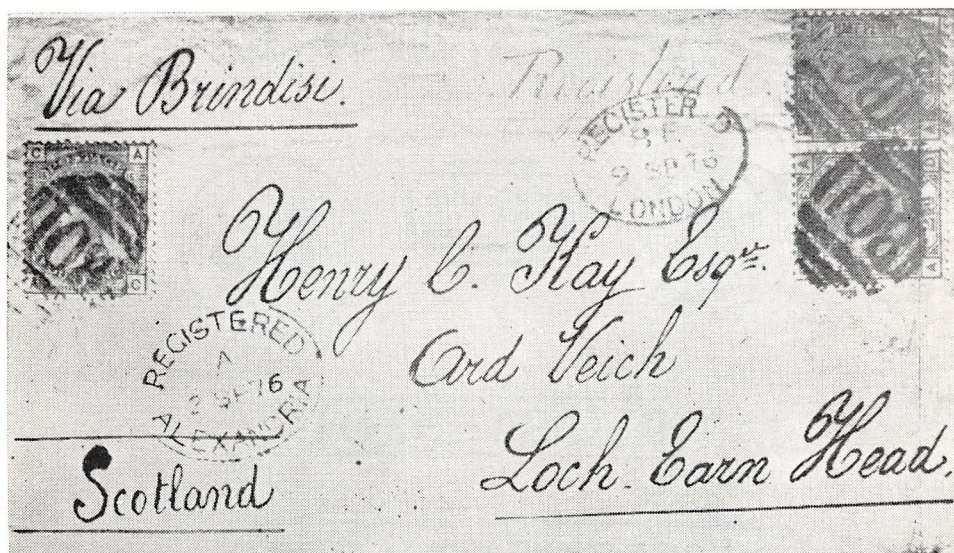 Via Brindisi.
Registered
REGISTER D
9 SP 76
LONDON
C A
A C
Henry C. Kay Esqre.
REGISTERED
2 SP 76
ALEXANDRIA
Ard Veich
Loch Earn Head.
Scotland